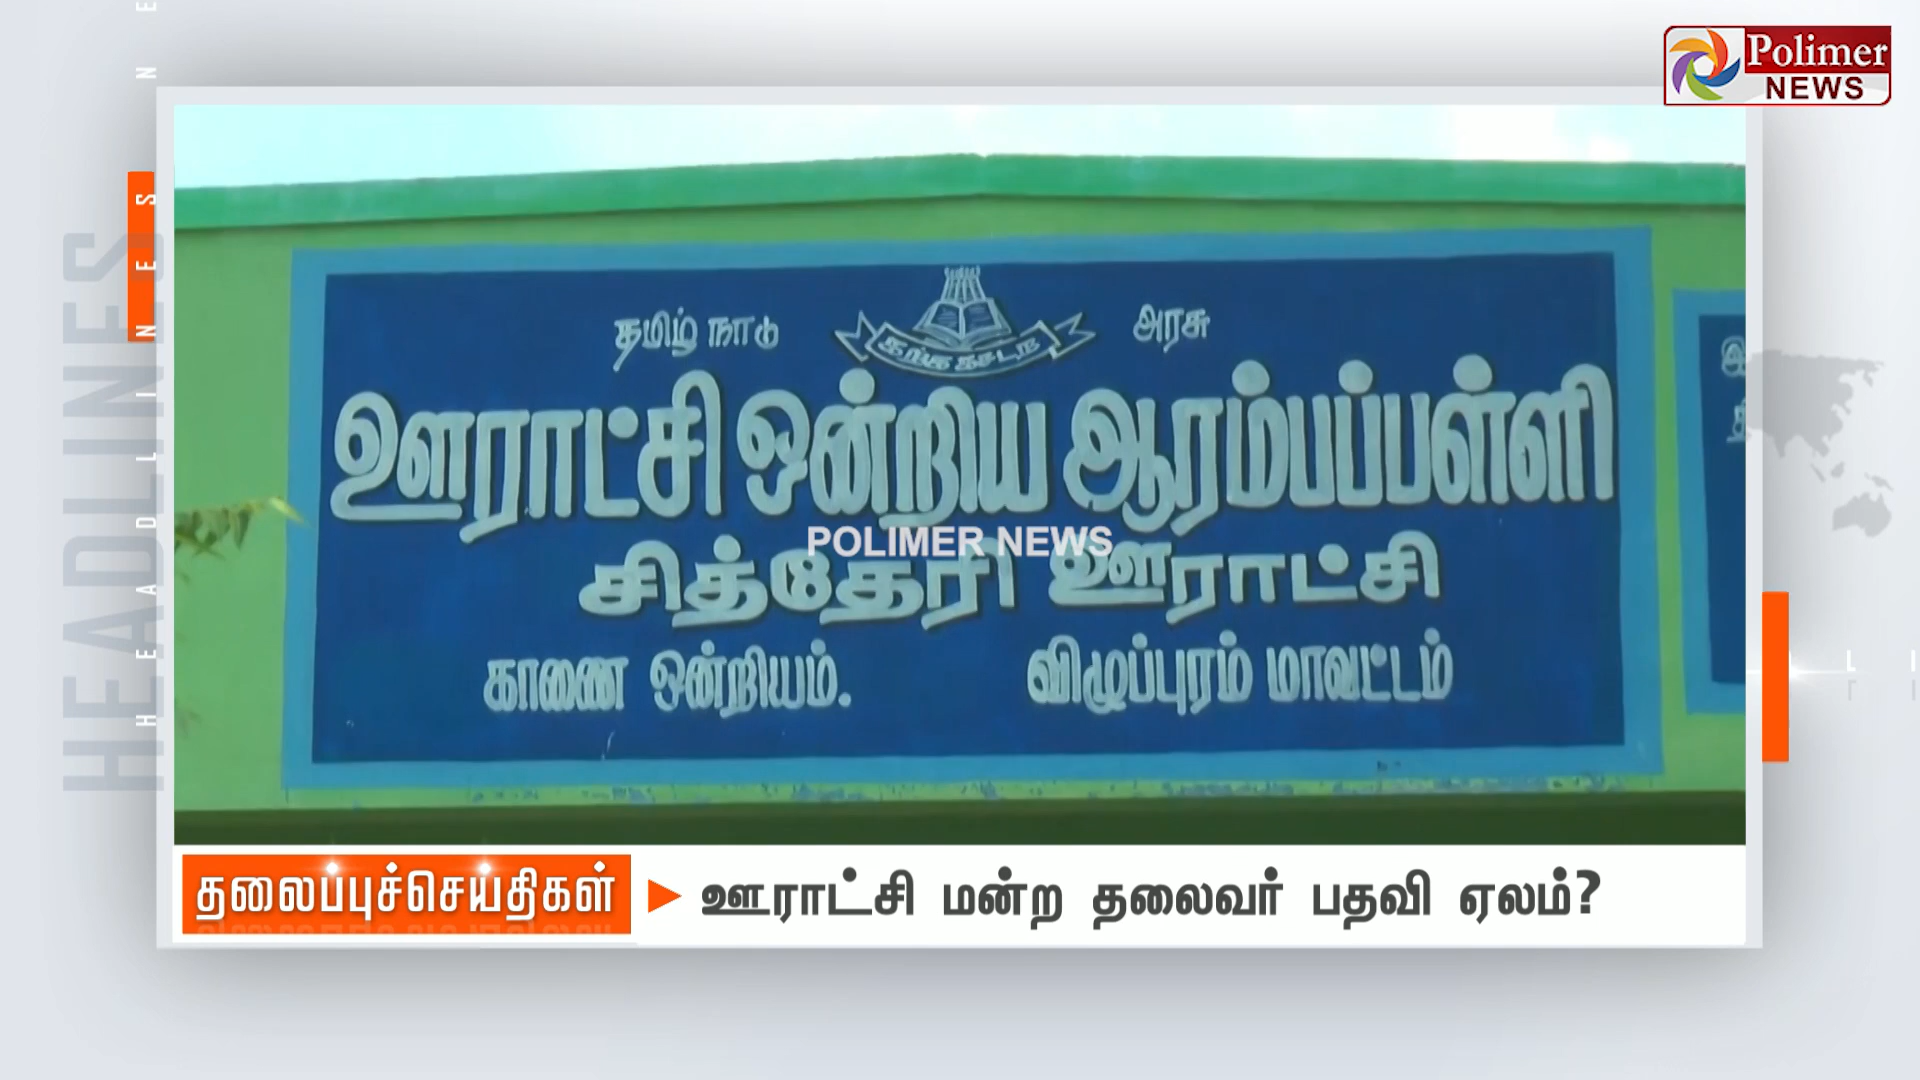 Polimer
NEWS
HEADLINES
HEADLINES
தமிழ் நாடு அரசு
ஊராட்சி ஒன்றிய ஆரம்பப்பள்ளி
POLIMER NEWS
சித்தேரி ஊராட்சி
காணை ஒன்றியம். விழுப்புரம் மாவட்டம்
தலைப்புச்செய்திகள்
ஊராட்சி மன்ற தலைவர் பதவி ஏலம்?